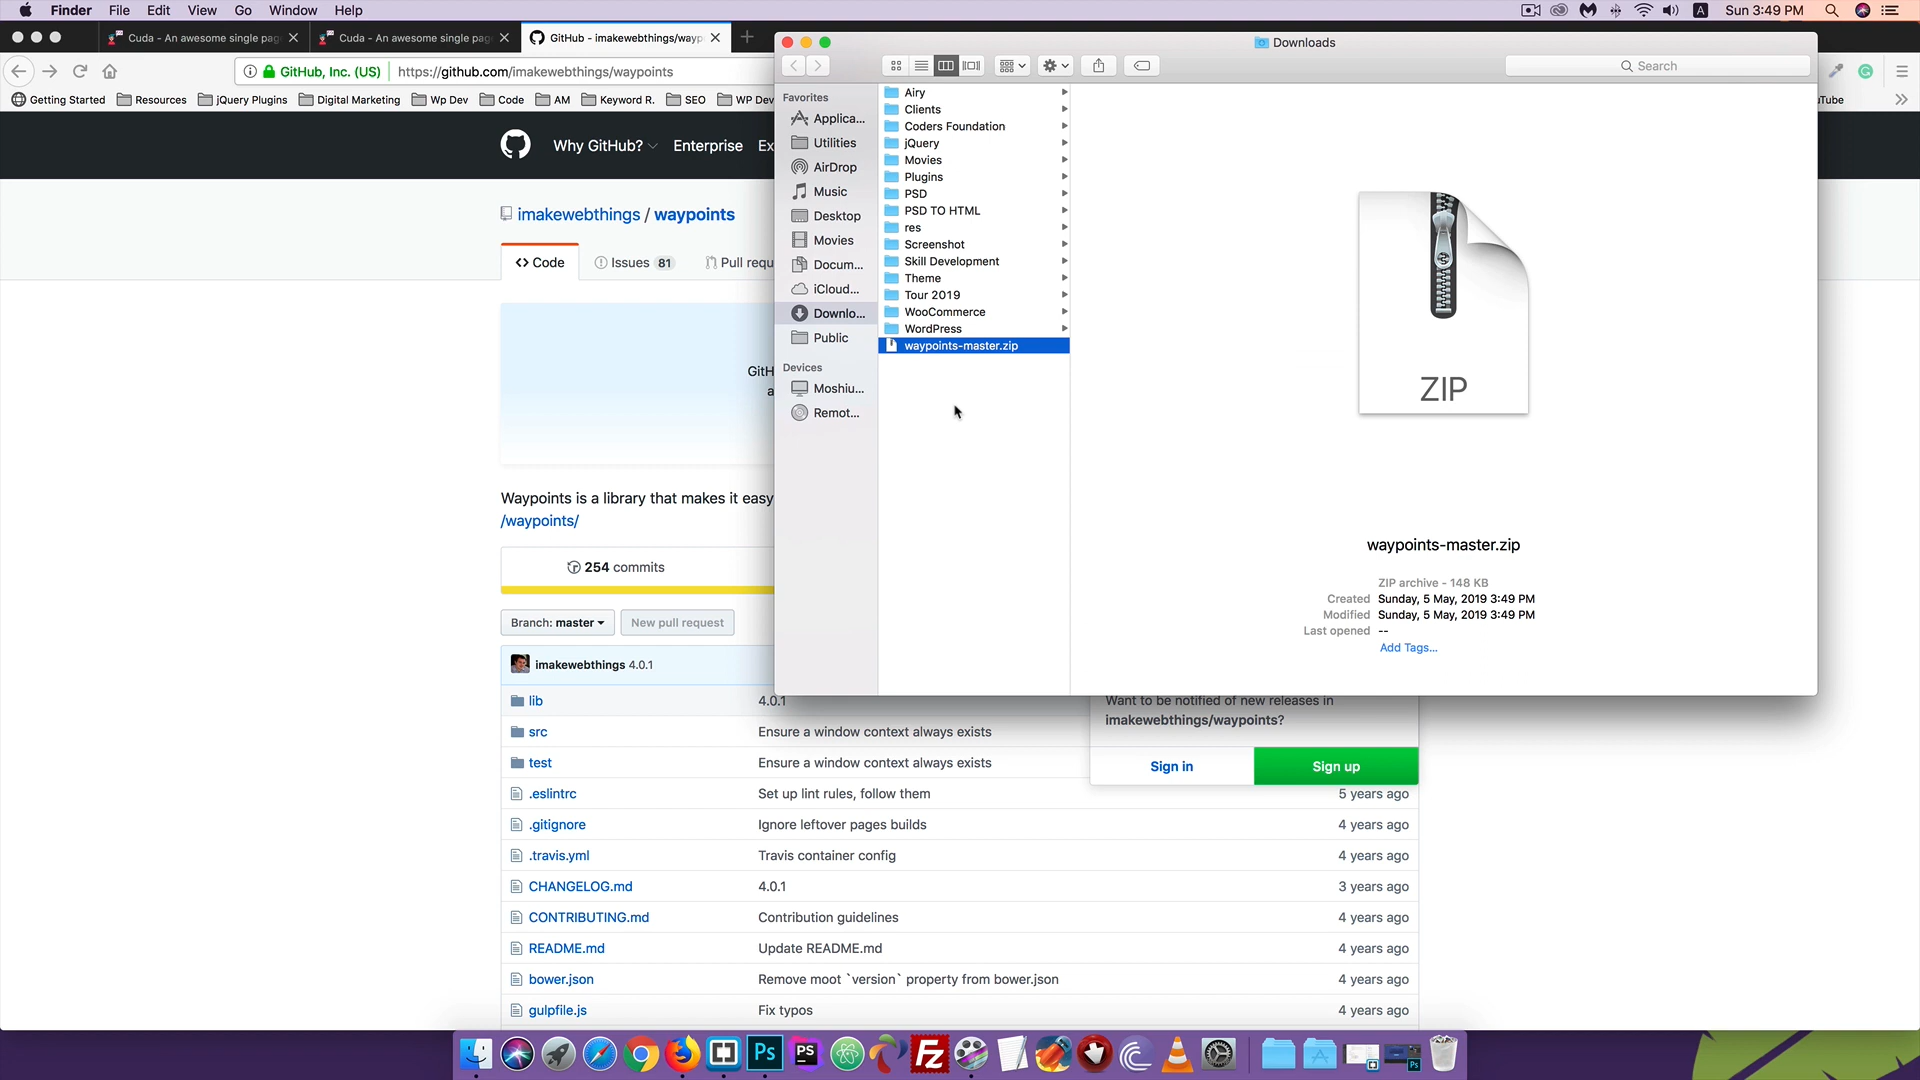 Finder File Edit View Go Window Help
Sun 3:49 PM
Cuda - An awesome single pag
Cuda - An awesome single pag
GitHub - imakewebthings/wayp
Downloads
GitHub, Inc. (US)
https://github.com/imakewebthings/waypoints
Search
Getting Started Resources jQuery Plugins Digital Marketing Wp Dev Code AM Keyword R. SEO WP Dev
uTube
Why GitHub? Enterprise Ex
imakewebthings / waypoints
Code Issues 81 Pull requ
GitH
a
Waypoints is a library that makes it easy
/waypoints/
254 commits
Branch: master New pull request
imakewebthings 4.0.1
lib 4.0.1
src Ensure a window context always exists
test Ensure a window context always exists
.eslintrc Set up lint rules, follow them 5 years ago
.gitignore Ignore leftover pages builds 4 years ago
.travis.yml Travis container config 4 years ago
CHANGELOG.md 4.0.1 3 years ago
CONTRIBUTING.md Contribution guidelines 4 years ago
README.md Update README.md 4 years ago
bower.json Remove moot `version` property from bower.json 4 years ago
gulpfile.js Fix typos 4 years ago
Favorites
Applica...
Utilities
AirDrop
Music
Desktop
Movies
Docum...
iCloud...
Downlo...
Public
Devices
Moshiu...
Remot...
Airy
Clients
Coders Foundation
jQuery
Movies
Plugins
PSD
PSD TO HTML
res
Screenshot
Skill Development
Theme
Tour 2019
WooCommerce
WordPress
waypoints-master.zip
ZIP
waypoints-master.zip
ZIP archive - 148 KB
Created Sunday, 5 May, 2019 3:49 PM
Modified Sunday, 5 May, 2019 3:49 PM
Last opened --
Add Tags...
Want to be notified of new releases in
imakewebthings/waypoints?
Sign in Sign up
Ps
PS
FZ